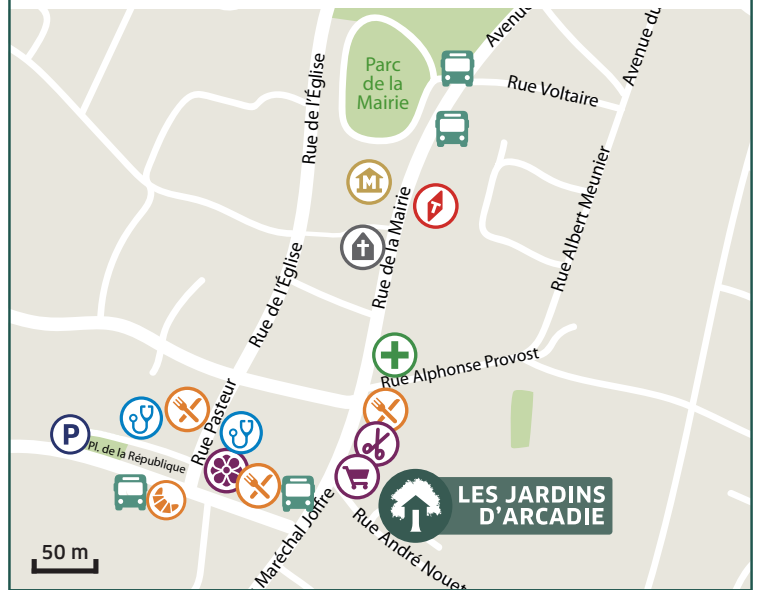 Avenue
Avenue du
Parc
de la
Mairie
Rue Voltaire
Rue de l'Église
M
T
Rue de la Mairie
Rue Albert Meunier
Rue de l'Église
Rue Alphonse Provost
P
Pl. de la République
Rue Pasteur
LES JARDINS
D'ARCADIE
Maréchal Joffre
Rue André Nouet
50 m